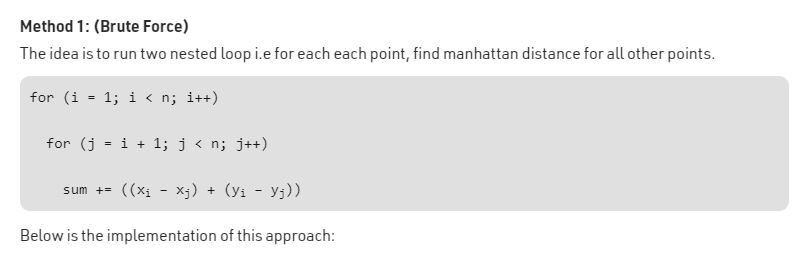 Method 1: (Brute Force)
The idea is to run two nested loop i.e for each each point, find manhattan distance for all other points.
for (i = 1; i < n; i++)
for (j = i + 1; j < n; j++)
sum += ((xᵢ - xⱼ) + (yᵢ - yⱼ))
Below is the implementation of this approach: